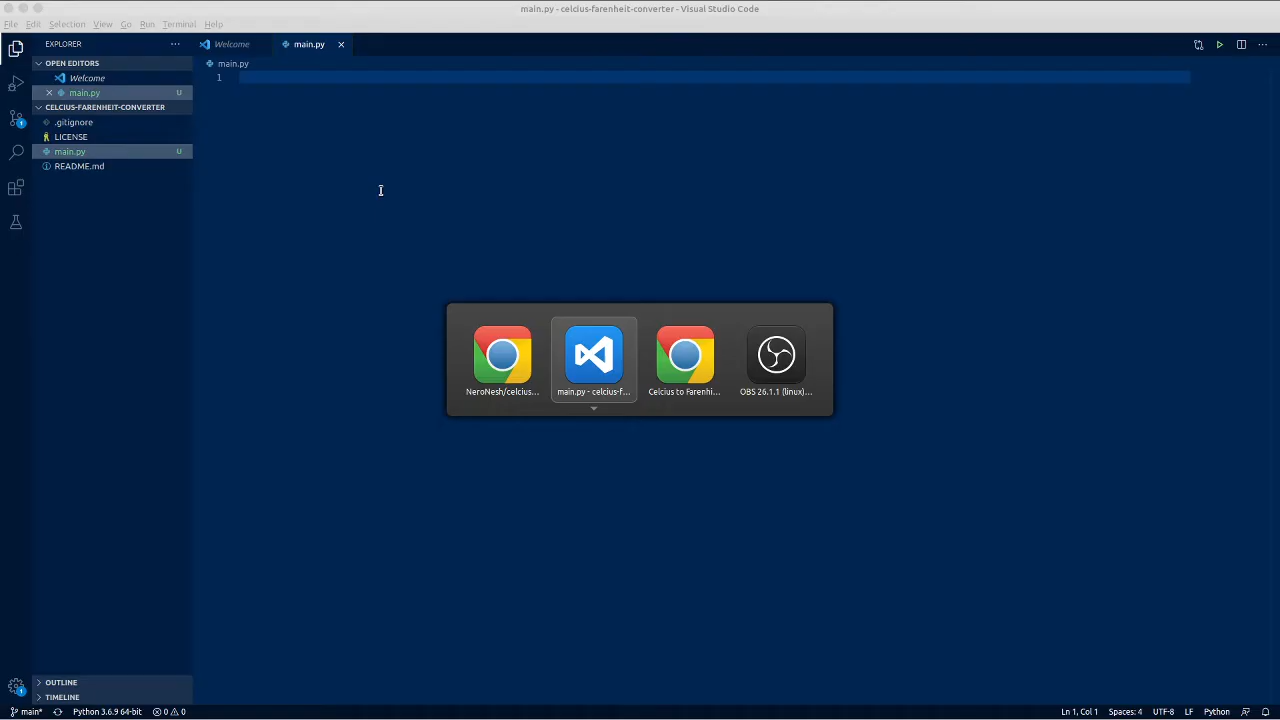 main.py - celcius-farenheit-converter - Visual Studio Code
File Edit Selection View Go Run Terminal Help
EXPLORER
Welcome
main.py
OPEN EDITORS
main.py
Welcome
1
main.py U
CELCIUS-FARENHEIT-CONVERTER
.gitignore
LICENSE
main.py U
README.md
1
NeroNesh/celcius... main.py - celcius-f... Celcius to Farenhi... OBS 26.1.1 (linux)...
OUTLINE
1
TIMELINE
main* Python 3.6.9 64-bit 0 0 Ln 1, Col 1 Spaces: 4 UTF-8 LF Python